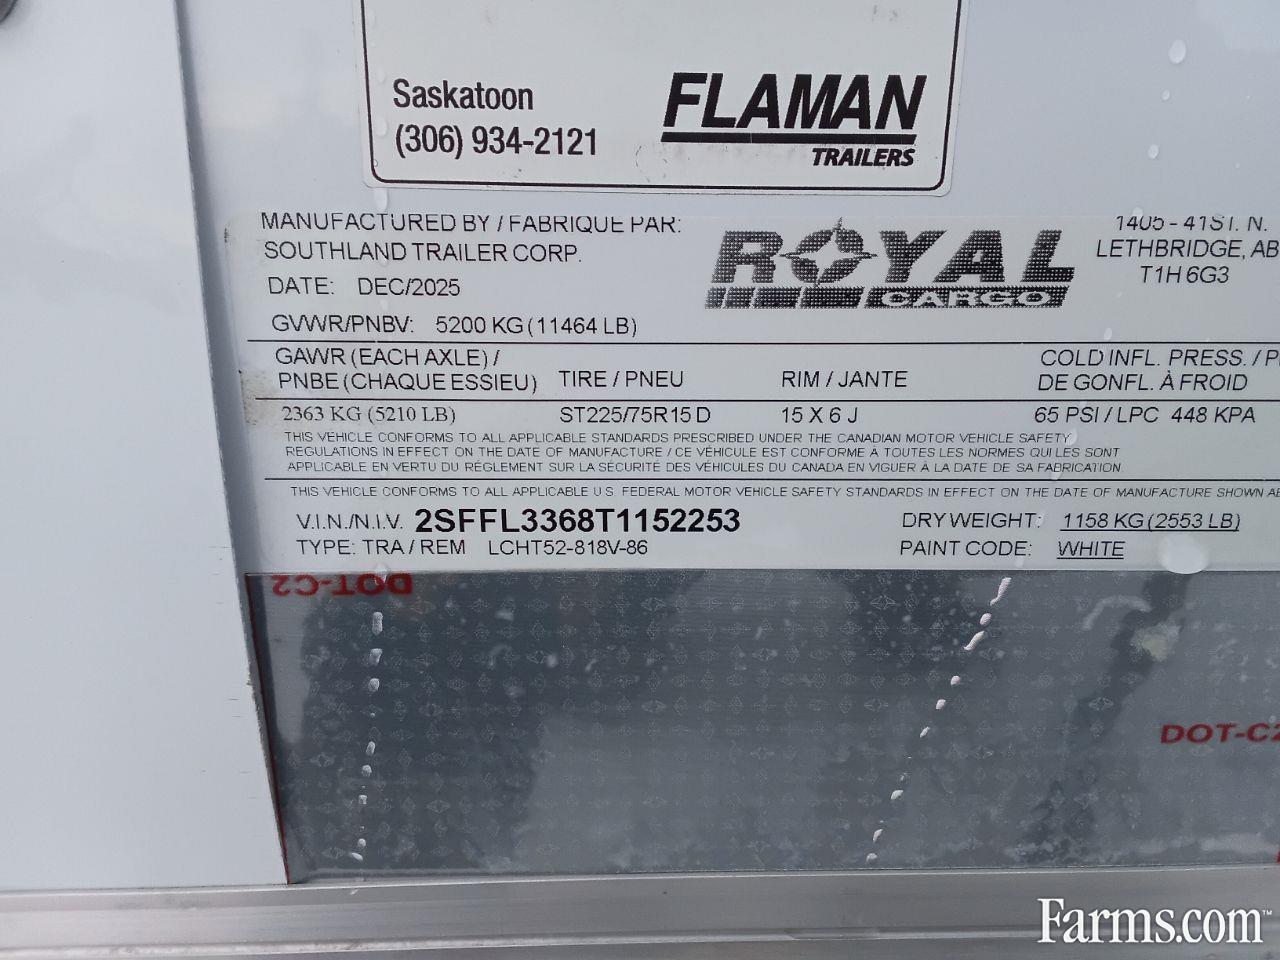 Saskatoon
(306) 934-2121
FLAMAN
TRAILERS
MANUFACTURED BY / FABRIQUE PAR:
SOUTHLAND TRAILER CORP.
DATE: DEC/2025
ROYAL
CARGO
1405 - 41ST. N.
LETHBRIDGE, AB
T1H 6G3
GVWR/PNBV: 5200 KG (11464 LB)
GAWR (EACH AXLE) /
PNBE (CHAQUE ESSIEU) TIRE / PNEU RIM / JANTE
COLD INFL. PRESS. / P
DE GONFL. À FROID
2363 KG (5210 LB) ST225/75R15 D 15 X 6 J 65 PSI / LPC 448 KPA
THIS VEHICLE CONFORMS TO ALL APPLICABLE STANDARDS PRESCRIBED UNDER THE CANADIAN MOTOR VEHICLE SAFETY
REGULATIONS IN EFFECT ON THE DATE OF MANUFACTURE / CE VÉHICULE EST CONFORME À TOUTES LES NORMES QUI LES SONT
APPLICABLE EN VERTU DU RÉGLEMENT SUR LA SÉCURITÉ DES VÉHICULES DU CANADA EN VIGUER À LA DATE DE SA FABRICATION
THIS VEHICLE CONFORMS TO ALL APPLICABLE U.S. FEDERAL MOTOR VEHICLE SAFETY STANDARDS IN EFFECT ON THE DATE OF MANUFACTURE SHOWN
V.I.N./N.I.V. 2SFFL3368T1152253 DRY WEIGHT: 1158 KG (2553 LB)
TYPE: TRA / REM LCHT52-818V-86 PAINT CODE: WHITE
DOT-C2
DOT-C2
Farms.com™